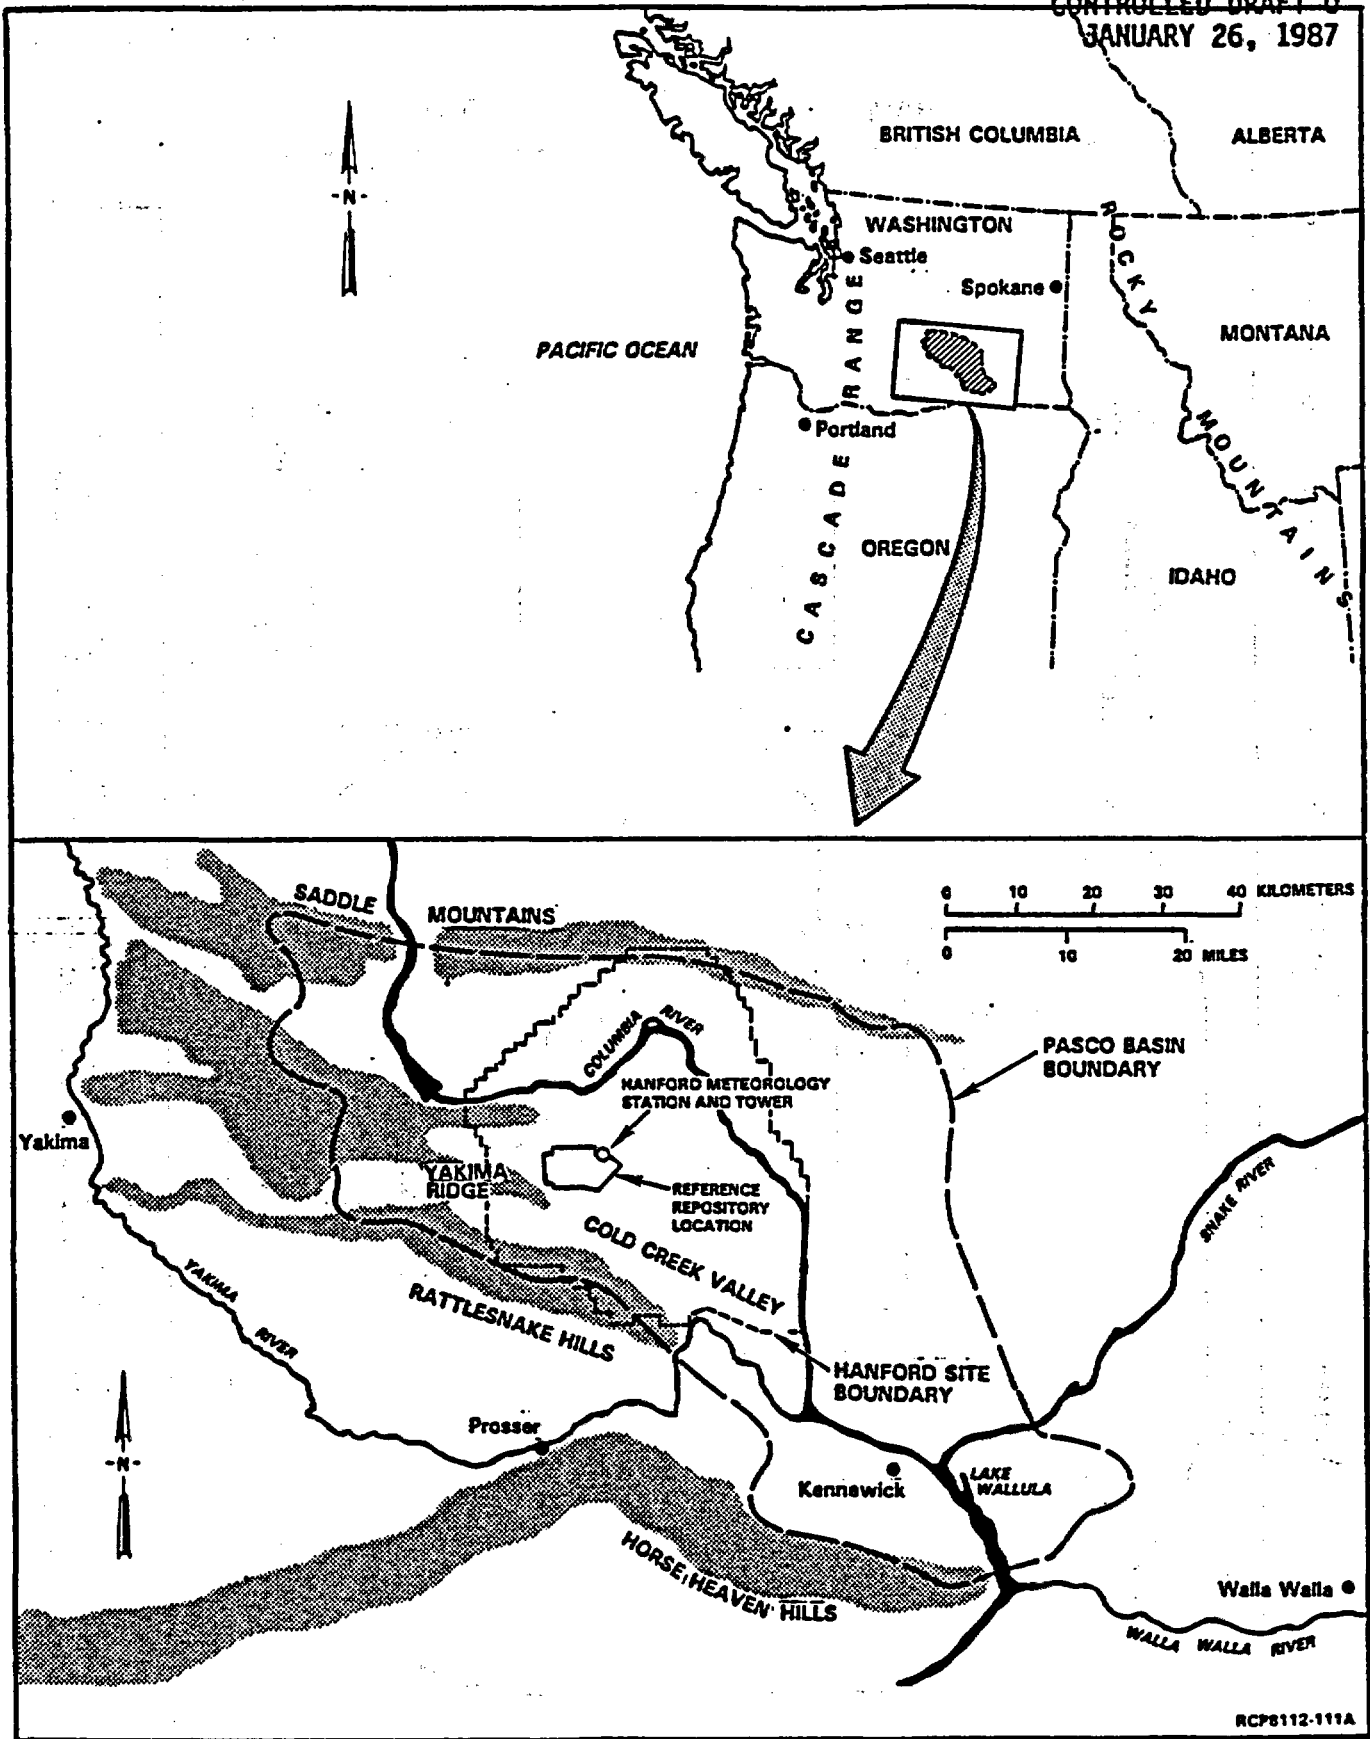 CONTROLLED DRAFT 0
JANUARY 26, 1987
BRITISH COLUMBIA
ALBERTA
-N-
WASHINGTON
Seattle
Spokane
ROCKY MOUNTAINS
MONTANA
PACIFIC OCEAN
CASCADE RANGE
Portland
OREGON
IDAHO
SADDLE MOUNTAINS
0 10 20 30 40 KILOMETERS
0 10 20 MILES
COLUMBIA RIVER
PASCO BASIN
BOUNDARY
HANFORD METEOROLOGY
STATION AND TOWER
Yakima
YAKIMA
RIDGE
REFERENCE
REPOSITORY
LOCATION
SNAKE RIVER
COLD CREEK VALLEY
YAKIMA RIVER
RATTLESNAKE HILLS
HANFORD SITE
BOUNDARY
Prosser
-N-
Kennewick
LAKE
WALLULA
HORSE HEAVEN HILLS
Walla Walla
WALLA WALLA RIVER
RCP8112-111A